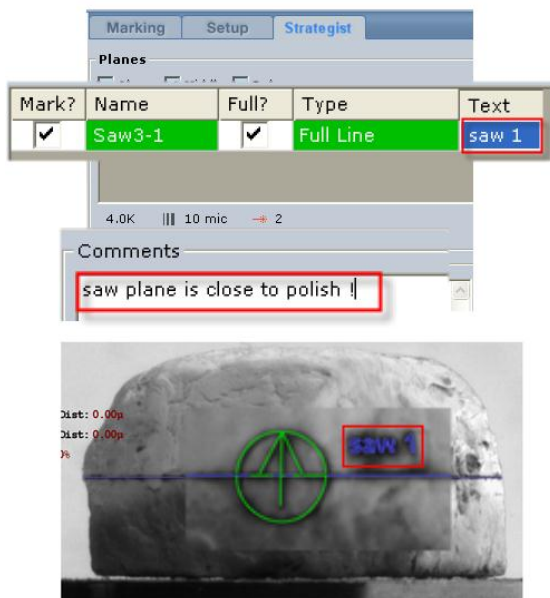 Marking Setup Strategist
Planes
Mark? Name Full? Type Text
Saw3-1 Full Line saw 1
4.0K 10 mic 2
Comments
saw plane is close to polish !
saw 1
Dist: 0.00µ
Dist: 0.00µ
0%